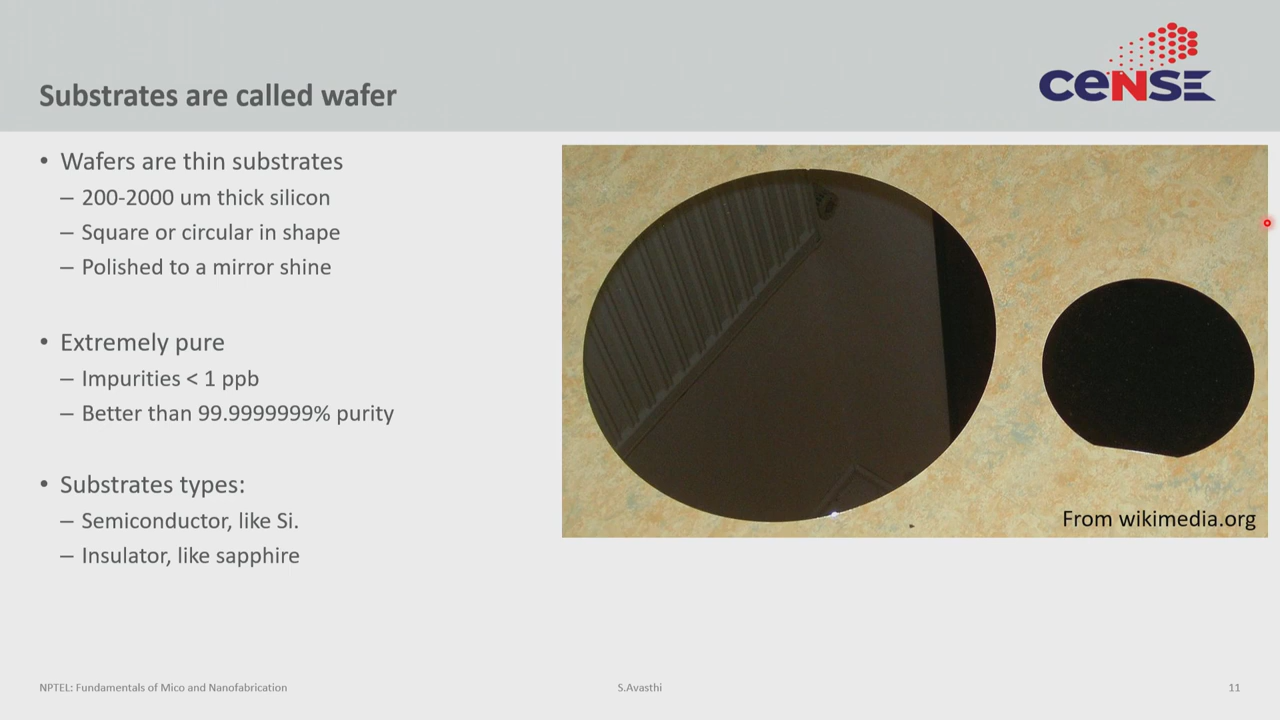 Substrates are called wafer
CENSE
• Wafers are thin substrates
– 200-2000 um thick silicon
– Square or circular in shape
– Polished to a mirror shine
• Extremely pure
– Impurities < 1 ppb
– Better than 99.9999999% purity
• Substrates types:
– Semiconductor, like Si.
– Insulator, like sapphire
From wikimedia.org
NPTEL: Fundamentals of Mico and Nanofabrication
S.Avasthi
11